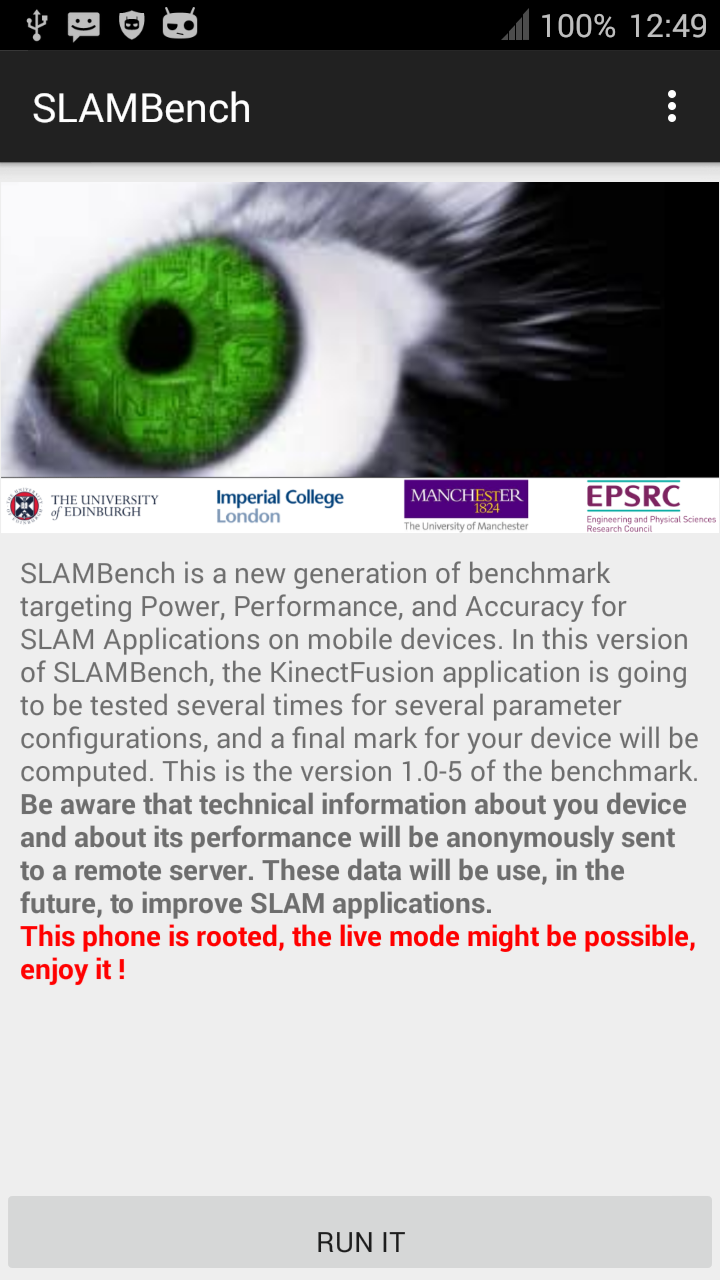 100% 12:49
SLAMBench
THE UNIVERSITY
of EDINBURGH
Imperial College
London
MANCHESTER
1824
The University of Manchester
EPSRC
Engineering and Physical Sciences
Research Council
SLAMBench is a new generation of benchmark
targeting Power, Performance, and Accuracy for
SLAM Applications on mobile devices. In this version
of SLAMBench, the KinectFusion application is going
to be tested several times for several parameter
configurations, and a final mark for your device will be
computed. This is the version 1.0-5 of the benchmark.
Be aware that technical information about you device
and about its performance will be anonymously sent
to a remote server. These data will be use, in the
future, to improve SLAM applications.
This phone is rooted, the live mode might be possible,
enjoy it !
RUN IT